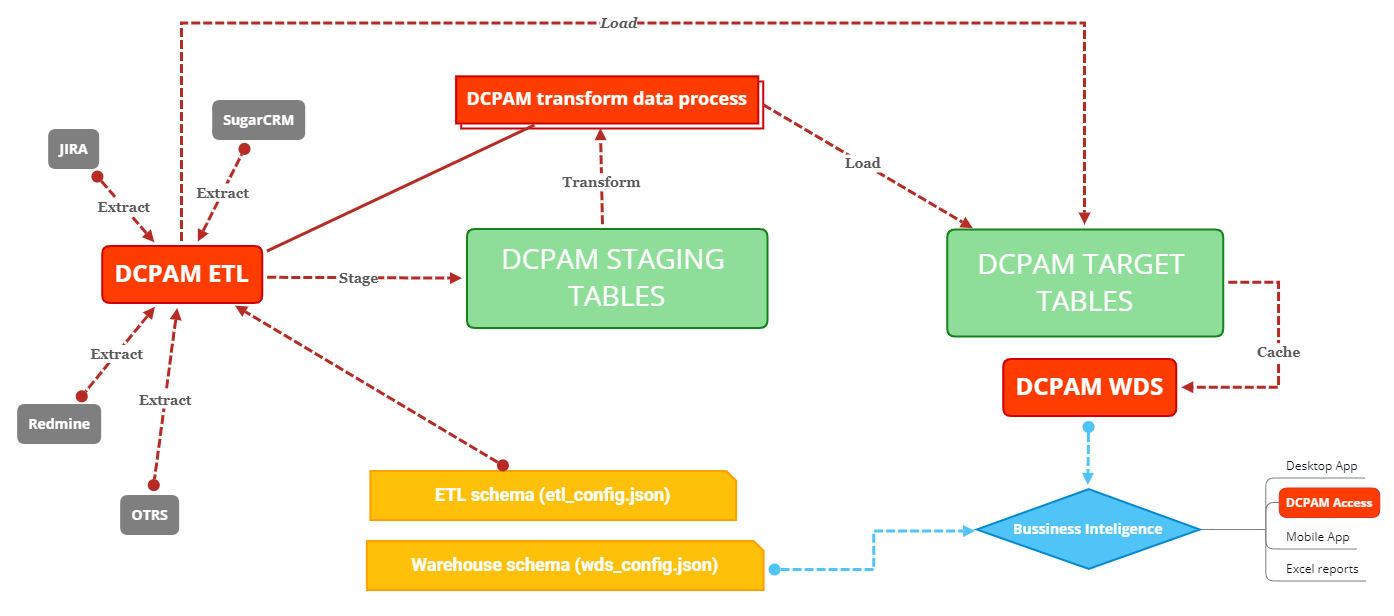 Load
DCPAM transform data process
SugarCRM
JIRA
Load
Transform
Extract
Extract
DCPAM STAGING
TABLES
DCPAM TARGET
TABLES
DCPAM ETL
Stage
Extract
Cache
DCPAM WDS
Extract
Redmine
Desktop App
ETL schema (etl_config.json)
DCPAM Access
OTRS
Bussiness Inteligence
Mobile App
Warehouse schema (wds_config.json)
Excel reports